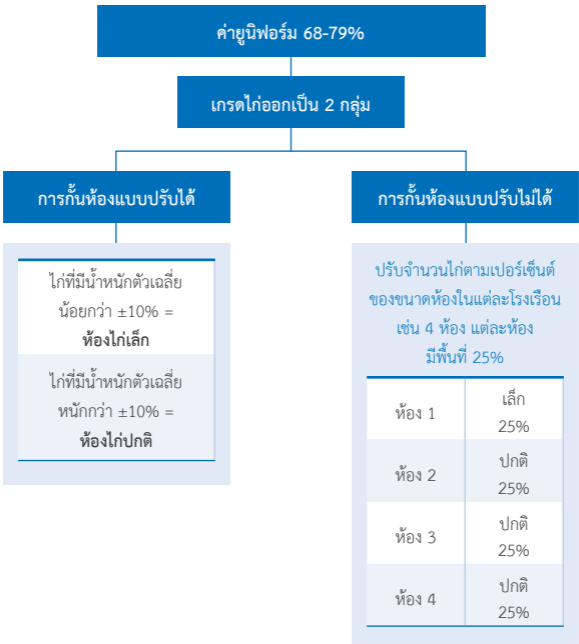 ค่ายูนิฟอร์ม 68-79%
เกรดไก่ออกเป็น 2 กลุ่ม
การกั้นห้องแบบปรับได้
ไก่ที่มีน้ำหนักตัวเฉลี่ย
น้อยกว่า ±10% =
ห้องไก่เล็ก
ไก่ที่มีน้ำหนักตัวเฉลี่ย
หนักกว่า ±10% =
ห้องไก่ปกติ
การกั้นห้องแบบปรับไม่ได้
ปรับจำนวนไก่ตามเปอร์เซ็นต์
ของขนาดห้องในแต่ละโรงเรือน
เช่น 4 ห้อง แต่ละห้อง
มีพื้นที่ 25%
ห้อง 1
เล็ก
25%
ห้อง 2
ปกติ
25%
ห้อง 3
ปกติ
25%
ห้อง 4
ปกติ
25%